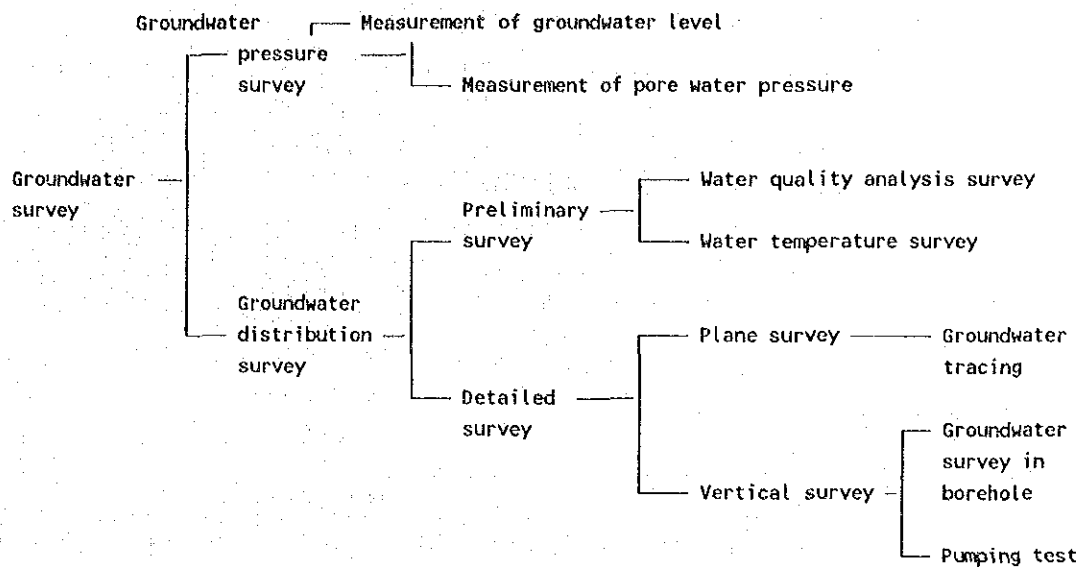 Groundwater
pressure
survey
Measurement of groundwater level
Measurement of pore water pressure
Groundwater
survey
Preliminary
survey
Water quality analysis survey
Water temperature survey
Groundwater
distribution
survey
Detailed
survey
Plane survey
Groundwater
tracing
Vertical survey
Groundwater
survey in
borehole
Pumping test